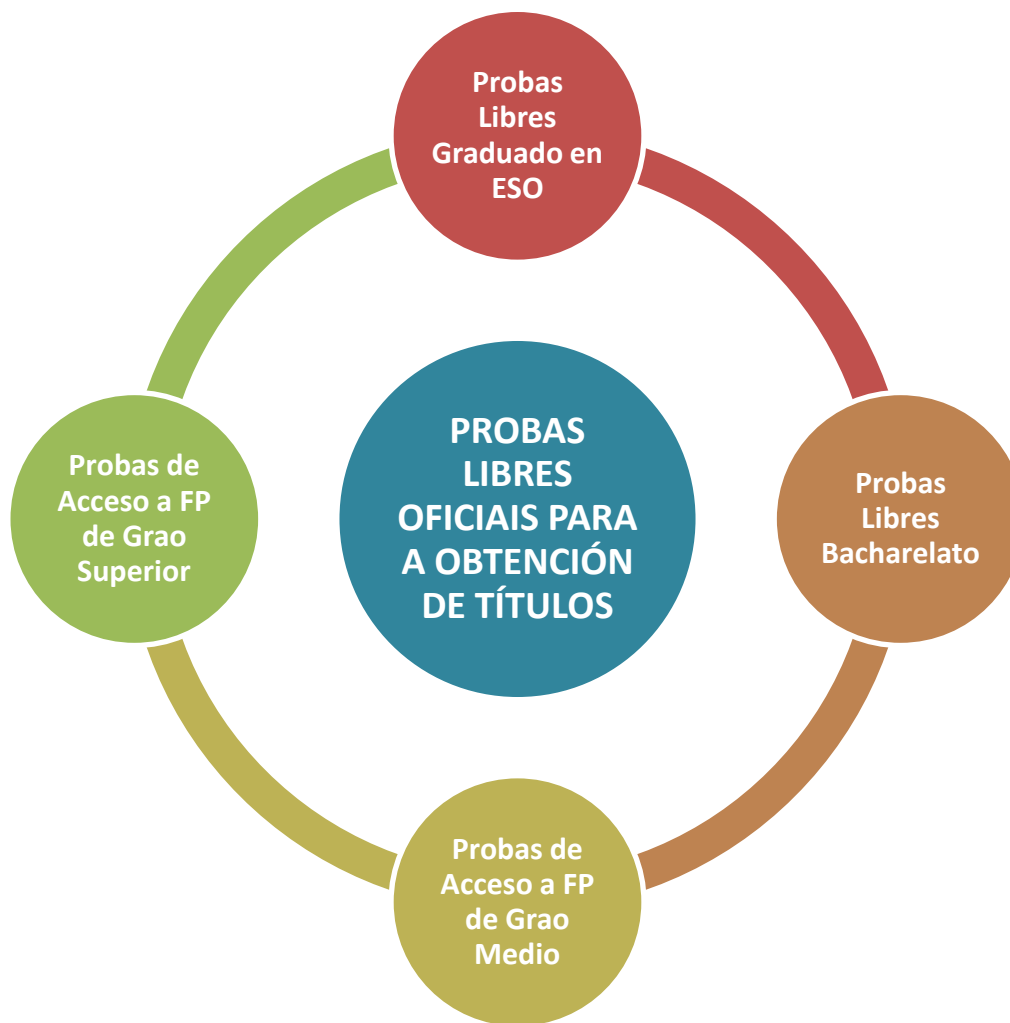 Probas
Libres
Graduado en
ESO
PROBAS
LIBRES
OFICIAIS PARA
A OBTENCIÓN
DE TÍTULOS
Probas de
Acceso a FP
de Grao
Superior
Probas
Libres
Bacharelato
Probas de
Acceso a FP
de Grao
Medio